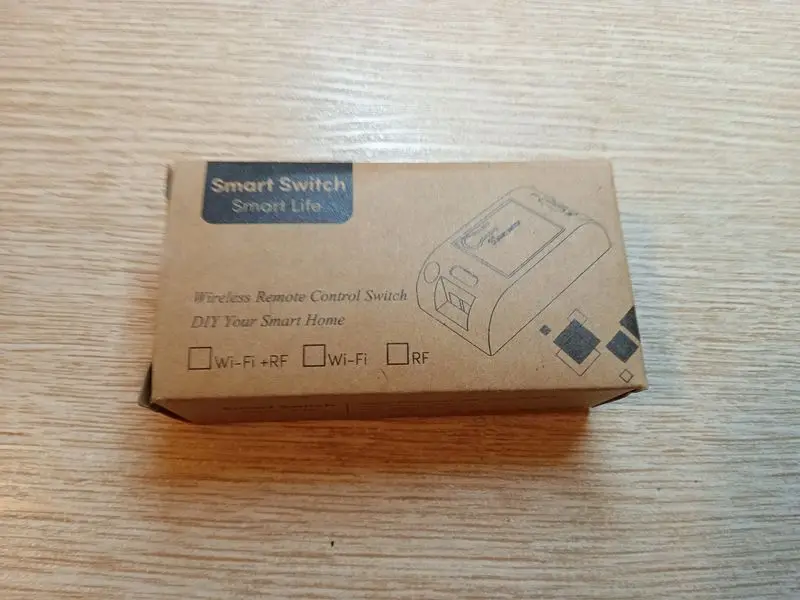 Smart Switch
Smart Life
Wireless Remote Control Switch
DIY Your Smart Home
Wi-Fi +RF
Wi-Fi
RF